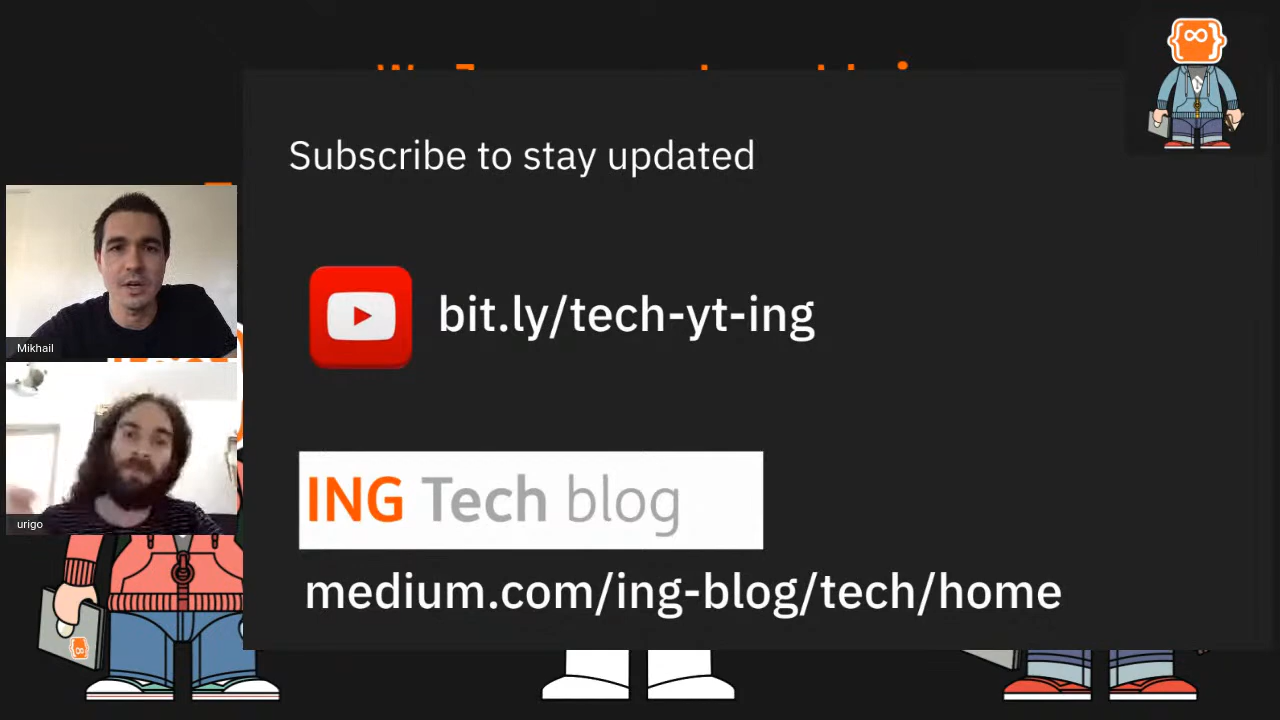 Subscribe to stay updated
bit.ly/tech-yt-ing
ING Tech blog
medium.com/ing-blog/tech/home
Mikhail
urigo